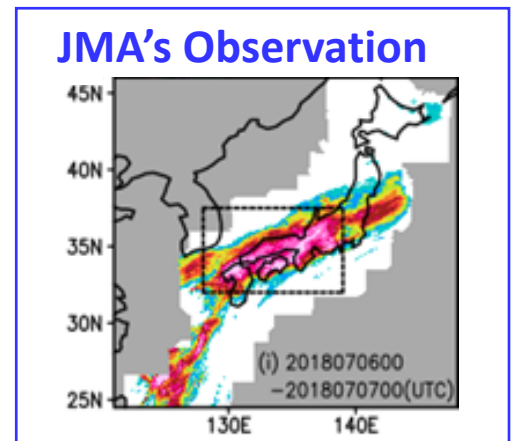 JMA's Observation
45N
40N
35N
30N
25N
(i) 2018070600
−2018070700(UTC)
130E 140E